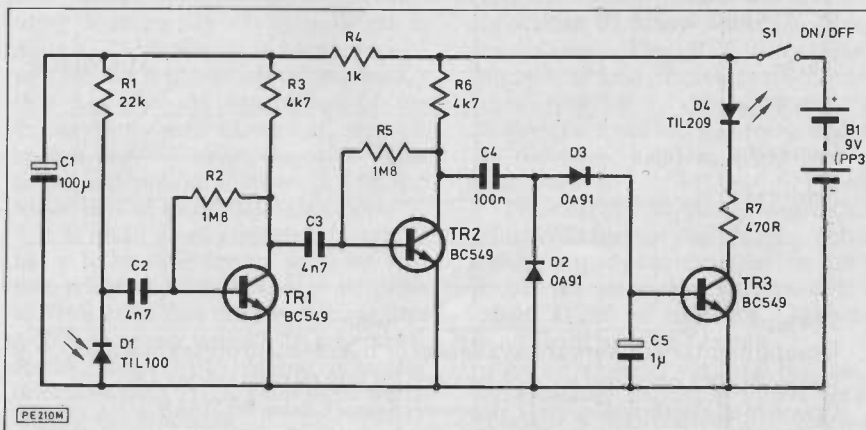 R4
1k
S1
ON/OFF
R1
22k
R3
4k7
R6
4k7
D4
TIL209
+
B1
9V
(PP3)
−
C1
100µ
R5
1M8
C4
100n
D3
OA91
R2
1M8
R7
470R
C3
4n7
TR2
BC549
C2
4n7
TR1
BC549
D2
OA91
TR3
BC549
D1
TIL100
C5
1µ
PE210M